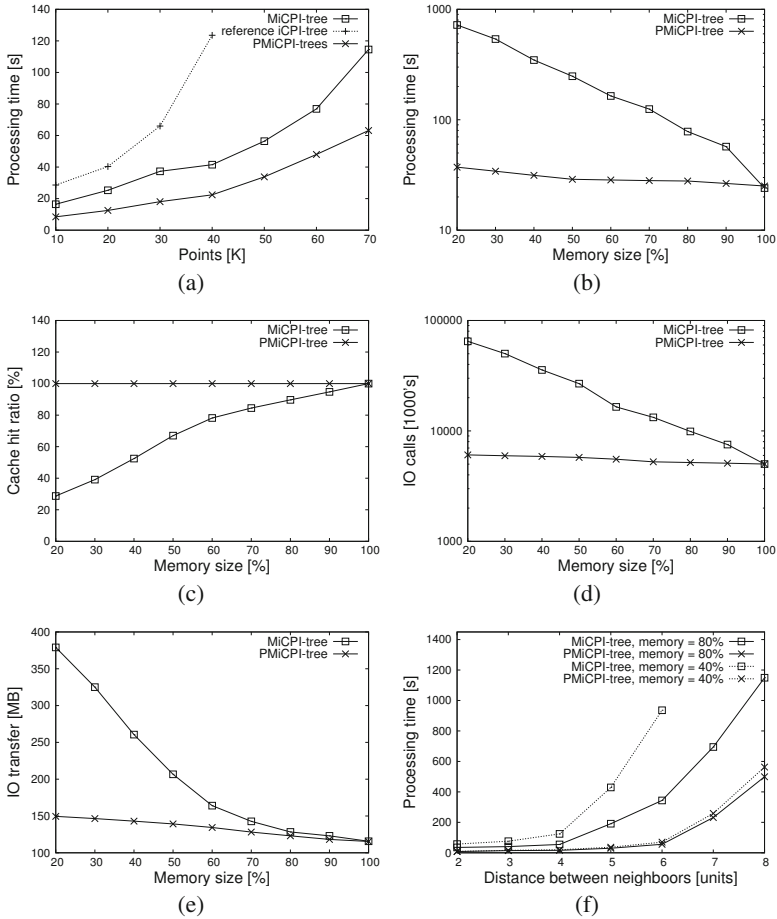 140
120
100
80
60
40
20
0
10 20 30 40 50 60 70
Processing time [s]
Points [K]
MiCPI-tree
reference iCPI-tree
PMiCPI-trees
(a)
1000
100
10
20 30 40 50 60 70 80 90 100
Processing time [s]
Memory size [%]
MiCPI-tree
PMiCPI-tree
(b)
140
120
100
80
60
40
20
0
20 30 40 50 60 70 80 90 100
Cache hit ratio [%]
Memory size [%]
MiCPI-tree
PMiCPI-tree
(c)
100000
10000
1000
20 30 40 50 60 70 80 90 100
IO calls [1000's]
Memory size [%]
MiCPI-tree
PMiCPI-tree
(d)
400
350
300
250
200
150
100
20 30 40 50 60 70 80 90 100
IO transfer [MB]
Memory size [%]
MiCPI-tree
PMiCPI-tree
(e)
1400
1200
1000
800
600
400
200
0
2 3 4 5 6 7 8
Processing time [s]
Distance between neighboors [units]
MiCPI-tree, memory = 80%
PMiCPI-tree, memory = 80%
MiCPI-tree, memory = 40%
PMiCPI-tree, memory = 40%
(f)